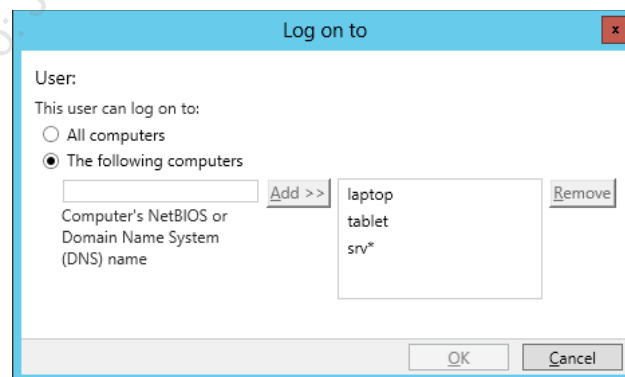 Log on to
x
User:
This user can log on to:
All computers
The following computers
Add >>
laptop
Remove
Computer's NetBIOS or
tablet
Domain Name System
srv*
(DNS) name
OK
Cancel